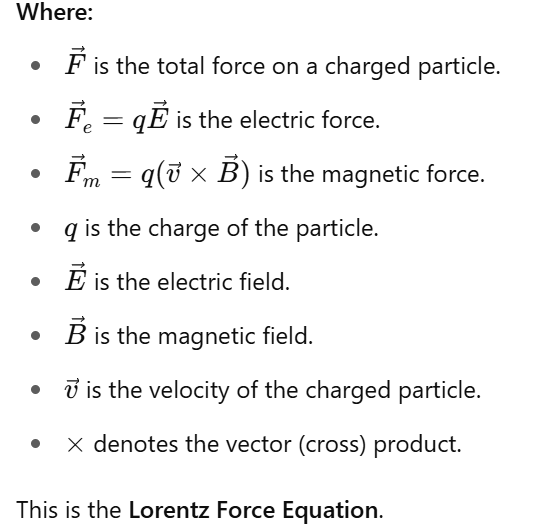 Where:
• $\vec{F}$ is the total force on a charged particle.
• $\vec{F}_e = q\vec{E}$ is the electric force.
• $\vec{F}_m = q(\vec{v} \times \vec{B})$ is the magnetic force.
• $q$ is the charge of the particle.
• $\vec{E}$ is the electric field.
• $\vec{B}$ is the magnetic field.
• $\vec{v}$ is the velocity of the charged particle.
• $\times$ denotes the vector (cross) product.
This is the Lorentz Force Equation.